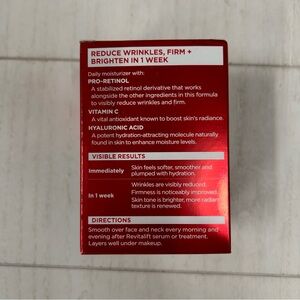 REDUCE WRINKLES, FIRM +
BRIGHTEN IN 1 WEEK
Daily moisturizer with:
PRO-RETINOL
A stabilized retinol derivative that works
alongside the other ingredients in this formula
to visibly reduce wrinkles and firm.
VITAMIN C
A vital antioxidant known to boost skin's radiance.
HYALURONIC ACID
A potent hydration-attracting molecule naturally
found in skin to enhance moisture levels.
VISIBLE RESULTS
Immediately Skin feels softer, smoother and
plumped with hydration.
In 1 week Wrinkles are visibly reduced.
Firmness is noticeably improved.
Skin tone is brighter, more radiant
texture is renewed.
DIRECTIONS
Smooth over face and neck every morning and
evening after Revitalift serum or treatment.
Layers well under makeup.